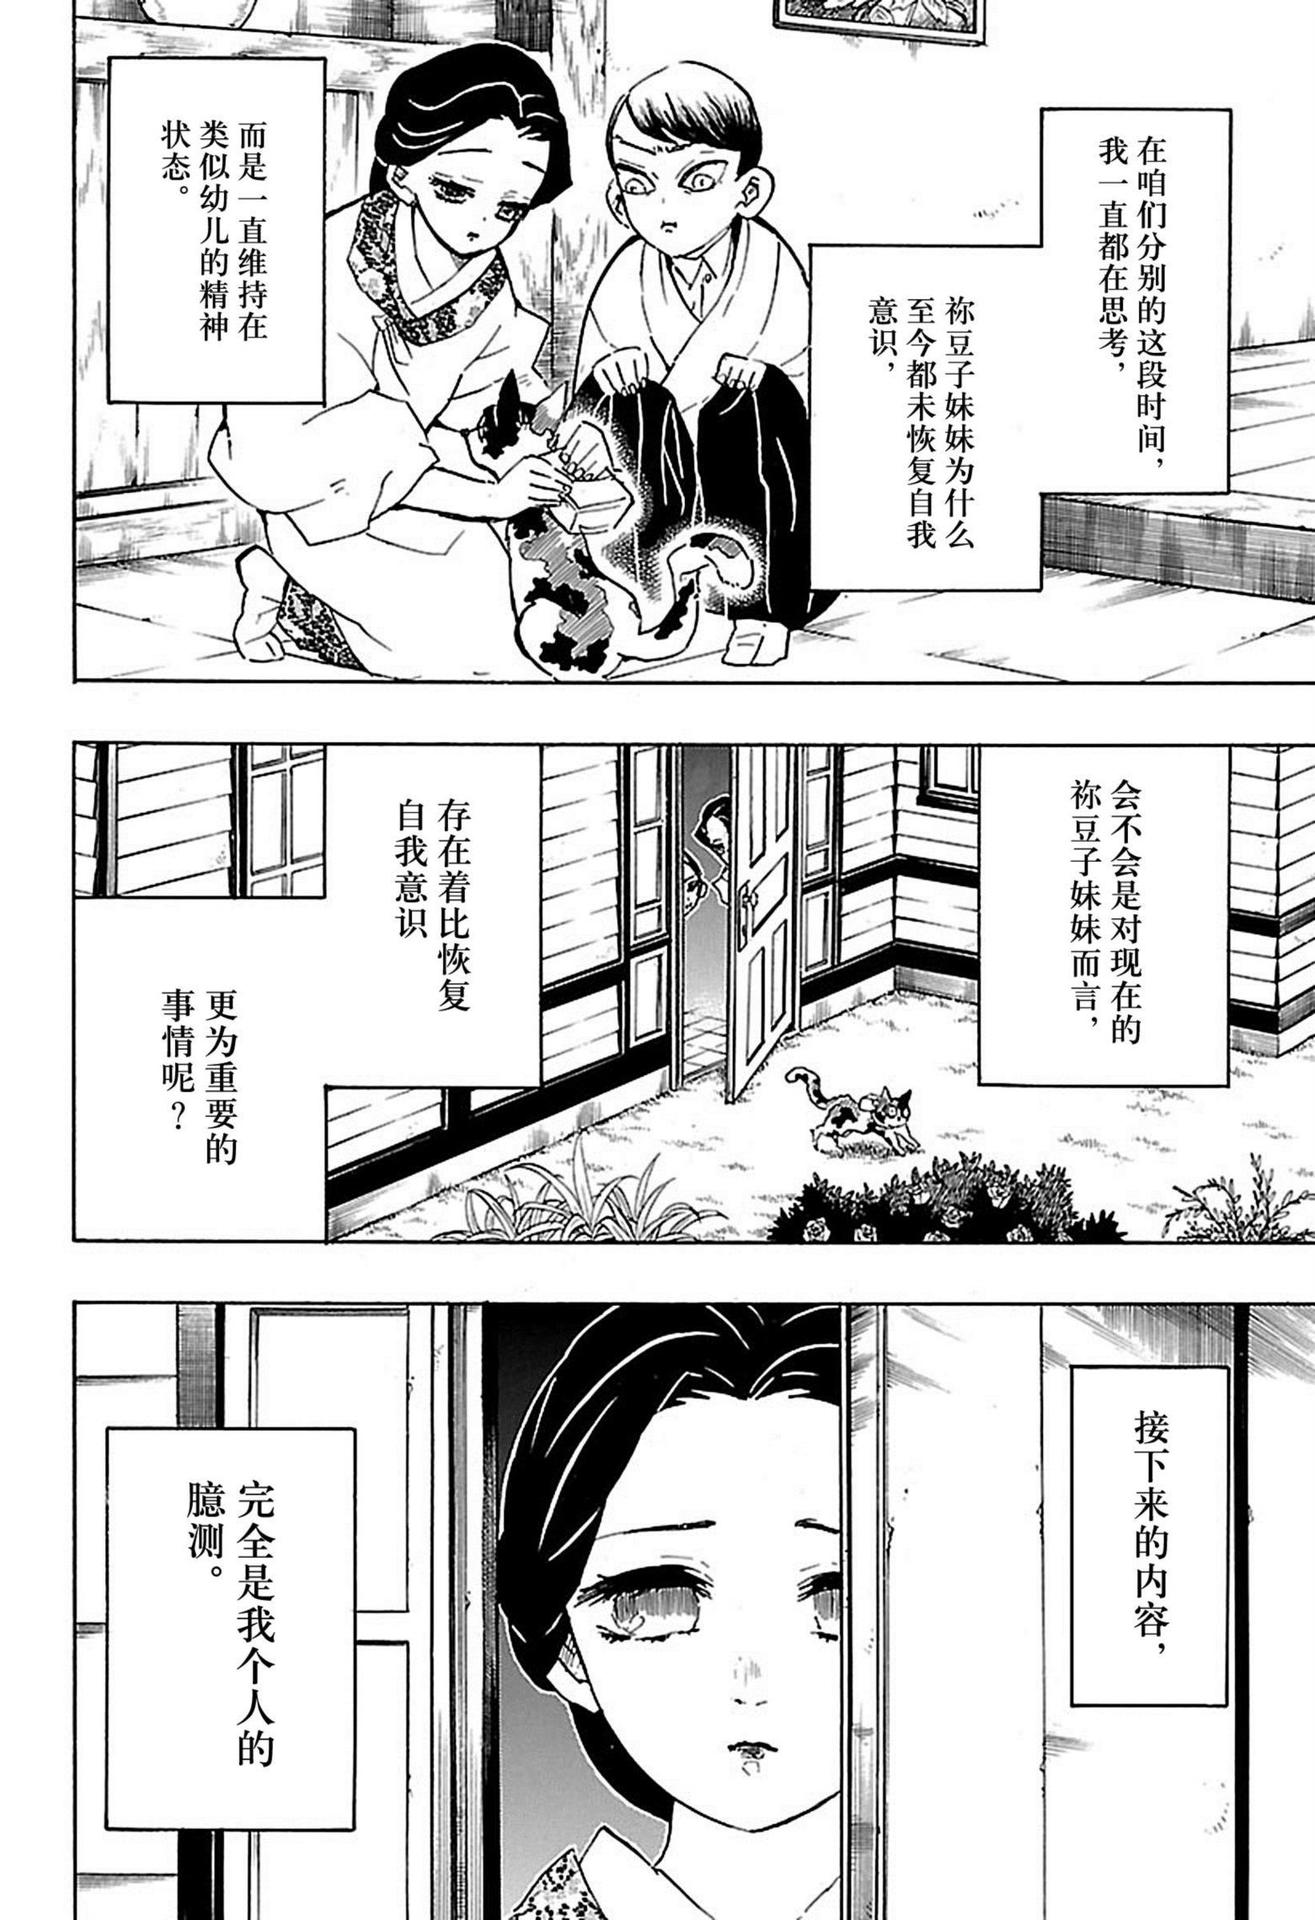 在咱们分别的这段时间，
我一直都在思考，
祢豆子妹妹为什么
至今都未恢复自我
意识，
而是一直维持在
类似幼儿的精神
状态。
会不会是对现在的
祢豆子妹妹而言，
存在着比恢复
自我意识
更为重要的
事情呢？
接下来的内容，
完全是我个人的
臆测。